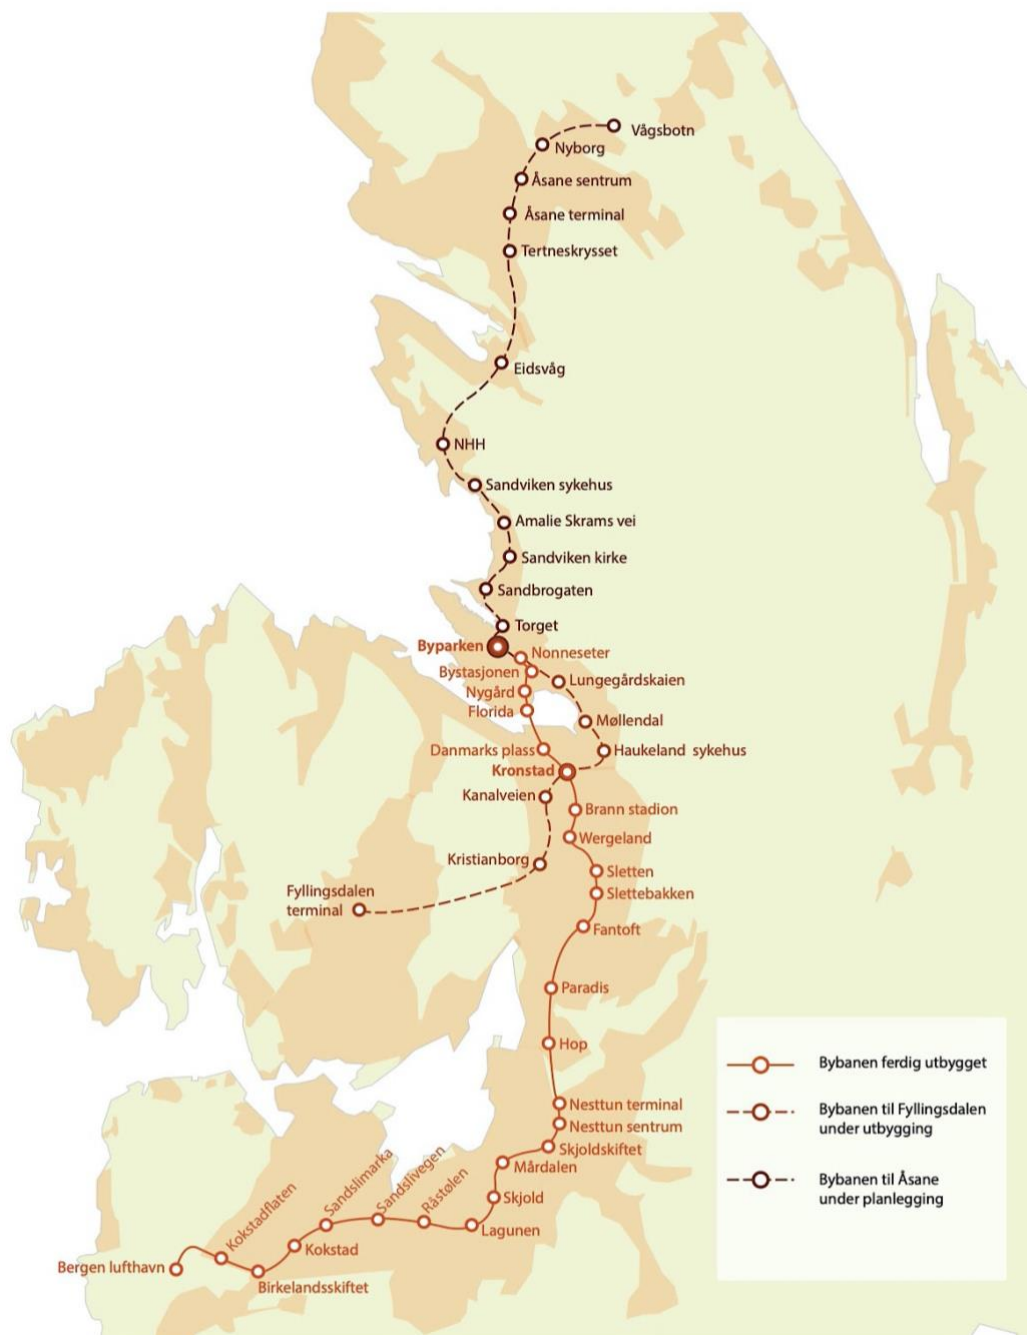 Vågsbotn
Nyborg
Åsane sentrum
Åsane terminal
Tertneskrysset
Eidsvåg
NHH
Sandviken sykehus
Amalie Skrams vei
Sandviken kirke
Sandbrogaten
Torget
Byparken
Nonneseter
Bystasjonen
Lungegårdskaien
Nygård
Florida
Møllendal
Danmarks plass
Haukeland sykehus
Kronstad
Kanalveien
Brann stadion
Wergeland
Kristianborg
Sletten
Fyllingsdalen
terminal
Slettebakken
Fantoft
Paradis
Hop
Nesttun terminal
Nesttun sentrum
Skjoldskiftet
Mårdalen
Skjold
Lagunen
Råstølen
Sandslivegen
Sandslimarka
Kokstad
Birkelandsskiftet
Kokstadflaten
Bergen lufthavn
Bybanen ferdig utbygget
Bybanen til Fyllingsdalen
under utbygging
Bybanen til Åsane
under planlegging